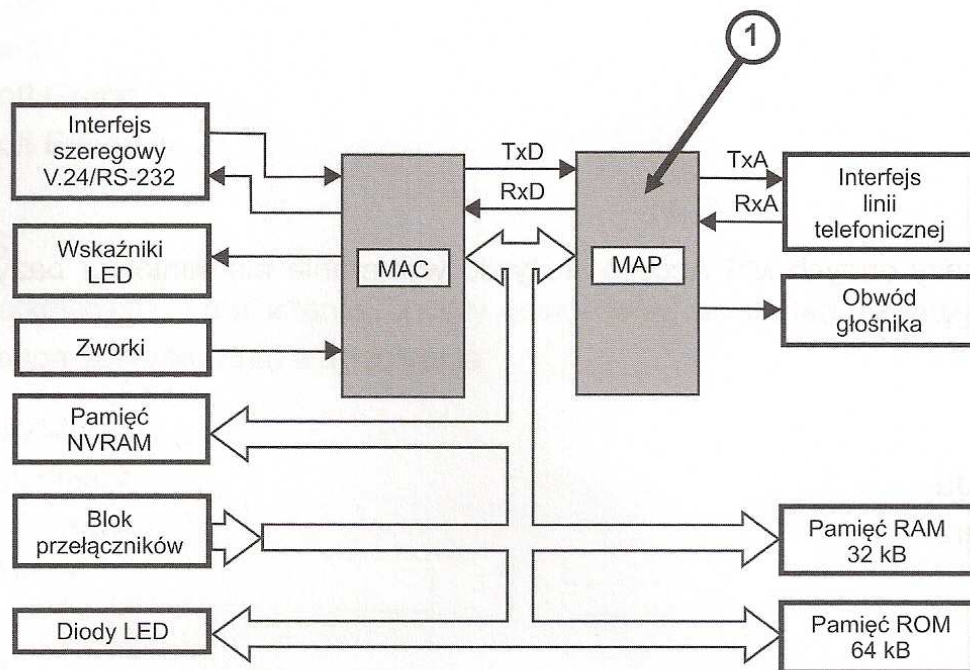 1
Interfejs
szeregowy
V.24/RS-232
TxD
RxD
TxA
RxA
Interfejs
linii
telefonicznej
Wskaźniki
LED
MAC
MAP
Obwód
głośnika
Zworki
Pamięć
NVRAM
Blok
przełączników
Pamięć RAM
32 kB
Diody LED
Pamięć ROM
64 kB